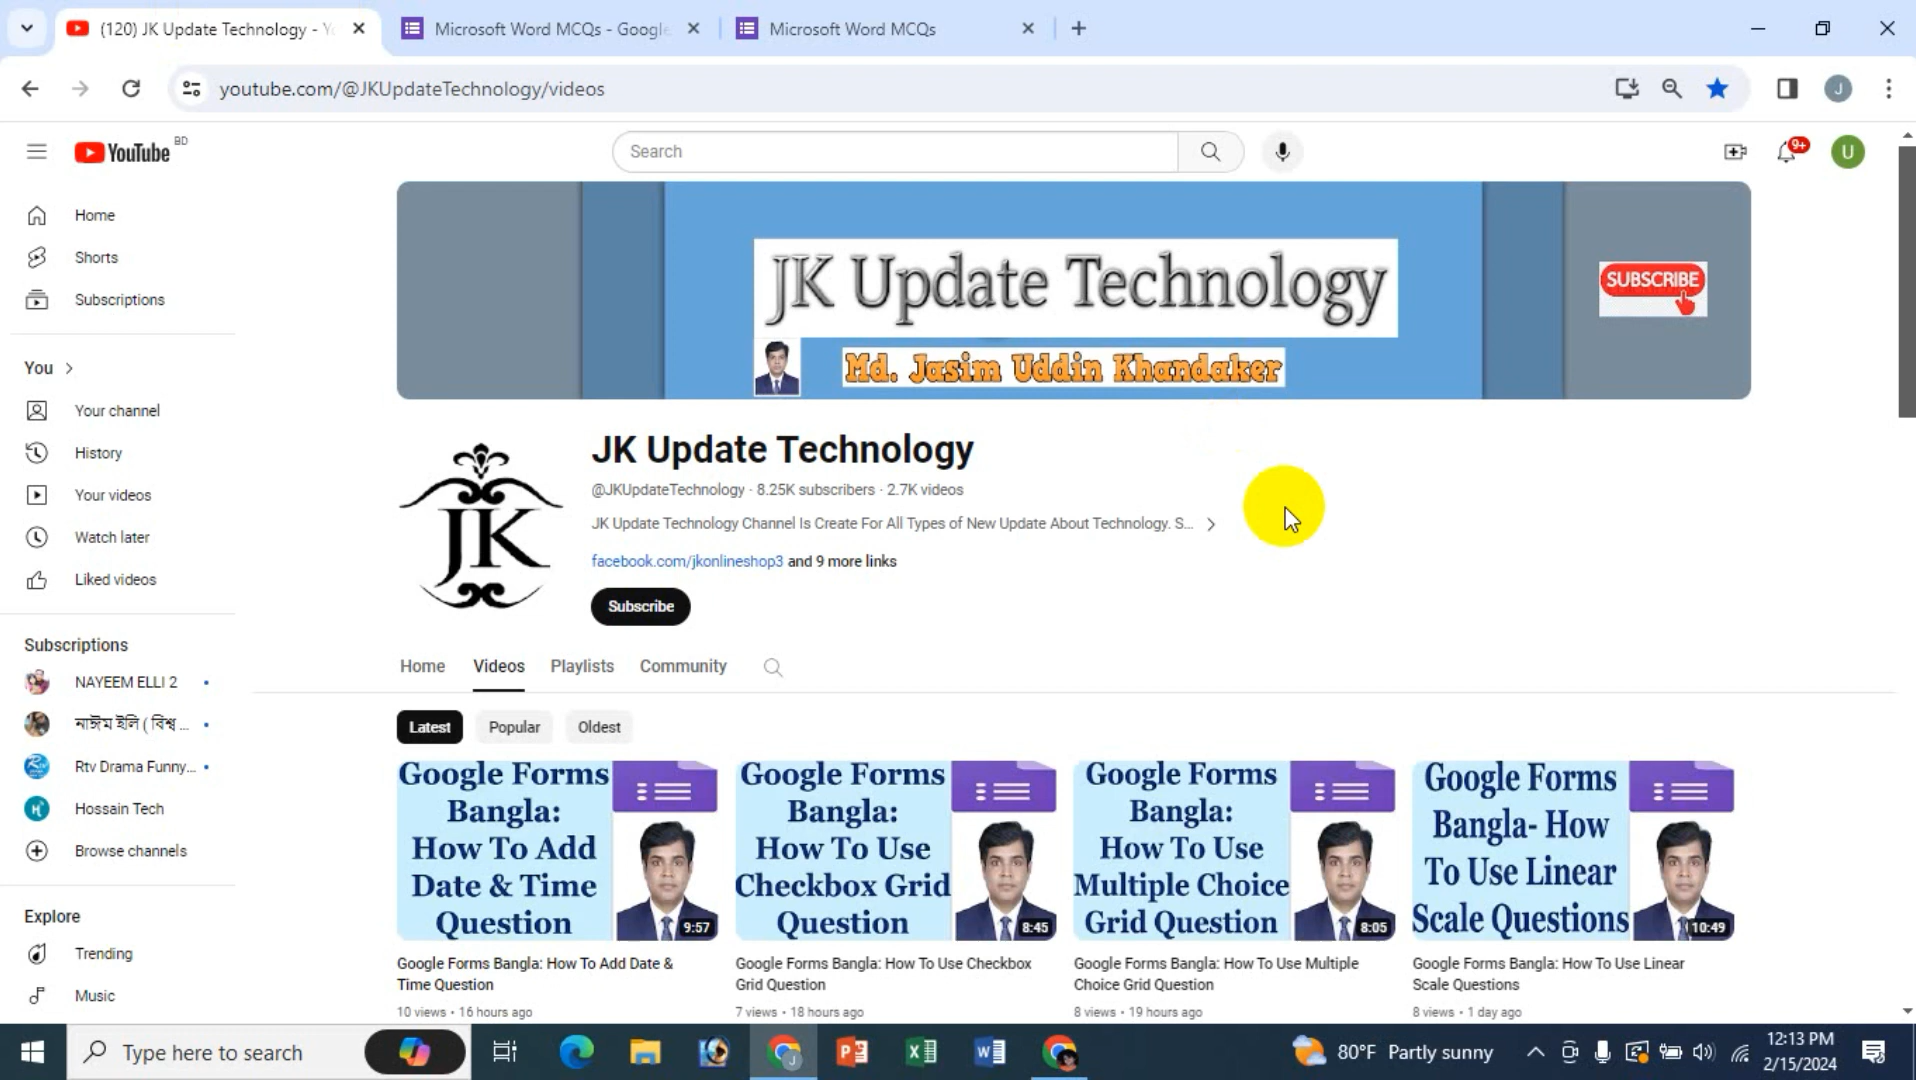 (120) JK Update Technology - Yo
Microsoft Word MCQs - Google
Microsoft Word MCQs
youtube.com/@JKUpdateTechnology/videos
J
YouTube BD
Search
9+
U
Home
Shorts
Subscriptions
You
Your channel
History
Your videos
Watch later
Liked videos
Subscriptions
NAYEEM ELLI 2
নাঈম ইলি ( বিশ্ব ...
Rtv Drama Funny...
Hossain Tech
Browse channels
Explore
Trending
Music
JK Update Technology
SUBSCRIBE
Md. Jasim Uddin Khandaker
JK
JK Update Technology
@JKUpdateTechnology · 8.25K subscribers · 2.7K videos
JK Update Technology Channel Is Create For All Types of New Update About Technology. S...
facebook.com/jkonlineshop3 and 9 more links
Subscribe
Home Videos Playlists Community
Latest Popular Oldest
Google Forms
Bangla:
How To Add
Date & Time
Question
9:57
Google Forms Bangla: How To Add Date &
Time Question
10 views • 16 hours ago
Google Forms
Bangla:
How To Use
Checkbox Grid
Question
8:45
Google Forms Bangla: How To Use Checkbox
Grid Question
7 views • 18 hours ago
Google Forms
Bangla:
How To Use
Multiple Choice
Grid Question
8:05
Google Forms Bangla: How To Use Multiple
Choice Grid Question
8 views • 19 hours ago
Google Forms
Bangla- How
To Use Linear
Scale Questions
10:49
Google Forms Bangla: How To Use Linear
Scale Questions
8 views • 1 day ago
Type here to search
80°F Partly sunny
12:13 PM
2/15/2024